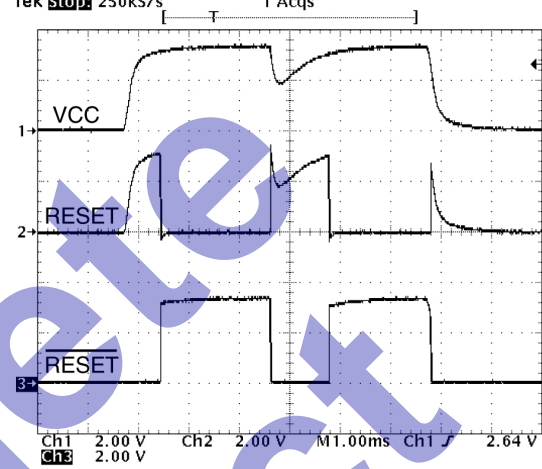 Tek Stop: 250kS/s 1 Acqs
[ T ]
VCC
1→
RESET
2→
RESET
3→
Ch1 2.00 V Ch2 2.00 V M1.00ms Ch1 ƒ 2.64 V
Ch3 2.00 V